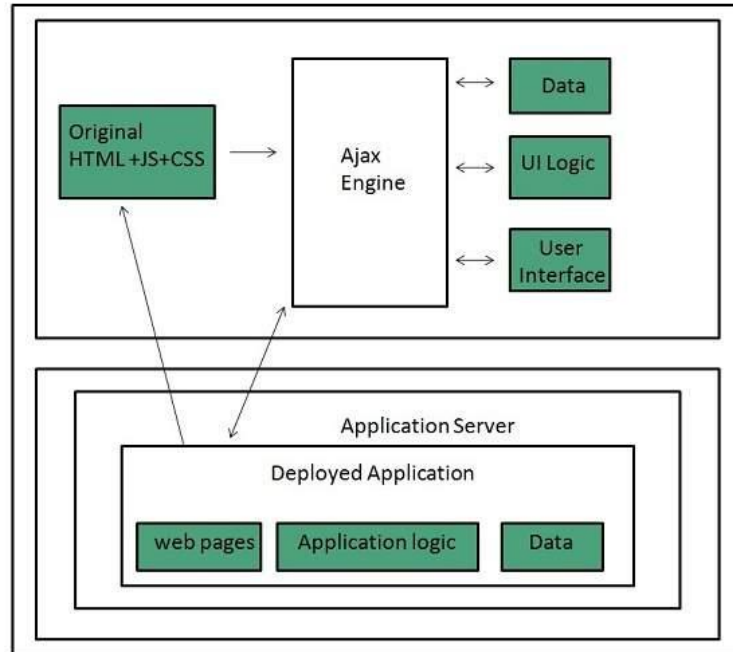 Original
HTML +JS+CSS
Ajax
Engine
Data
UI Logic
User
Interface
Application Server
Deployed Application
web pages
Application logic
Data